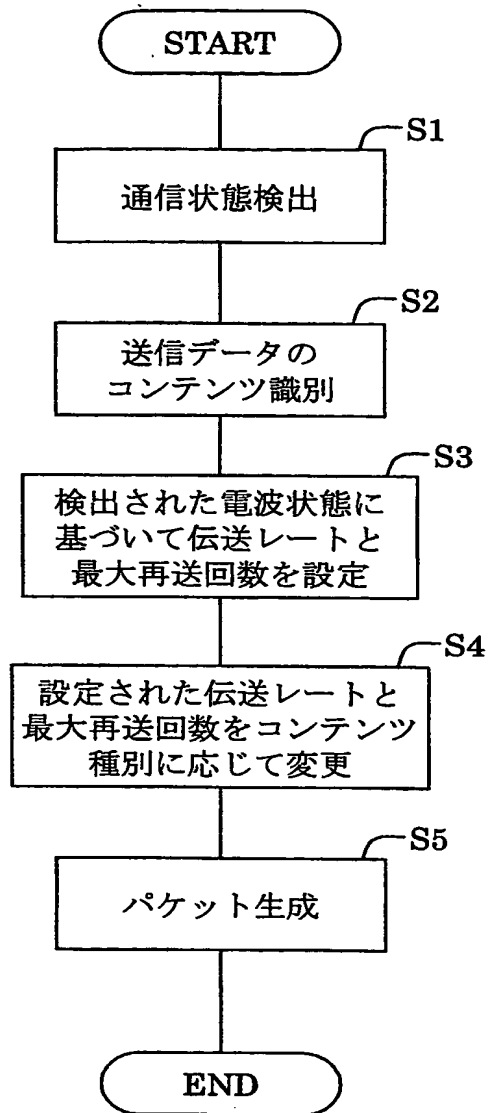 START
S1
通信状態検出
S2
送信データの
コンテンツ識別
S3
検出された電波状態に
基づいて伝送レートと
最大再送回数を設定
S4
設定された伝送レートと
最大再送回数をコンテンツ
種別に応じて変更
S5
パケット生成
END